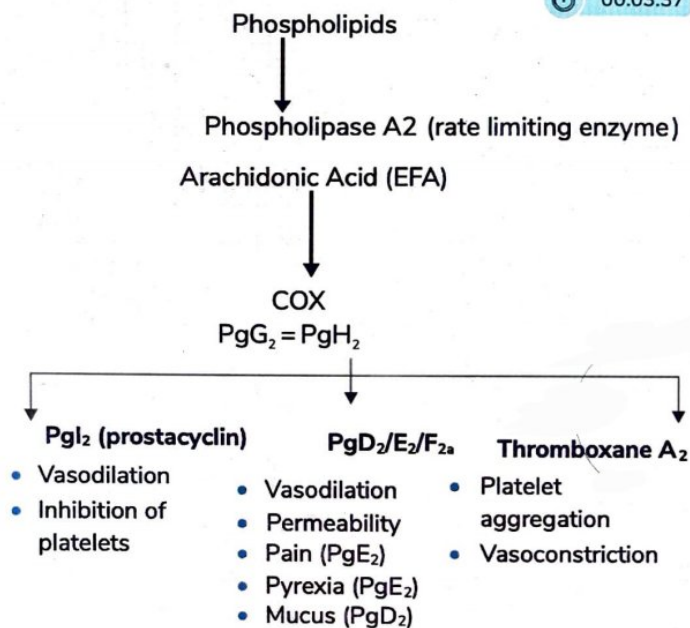 Phospholipids
Phospholipase A2 (rate limiting enzyme)
Arachidonic Acid (EFA)
COX
PgG₂ = PgH₂
PgI₂ (prostacyclin)
• Vasodilation
• Inhibition of
platelets
PgD₂/E₂/F₂ₐ
• Vasodilation
• Permeability
• Pain (PgE₂)
• Pyrexia (PgE₂)
• Mucus (PgD₂)
Thromboxane A₂
• Platelet
aggregation
• Vasoconstriction